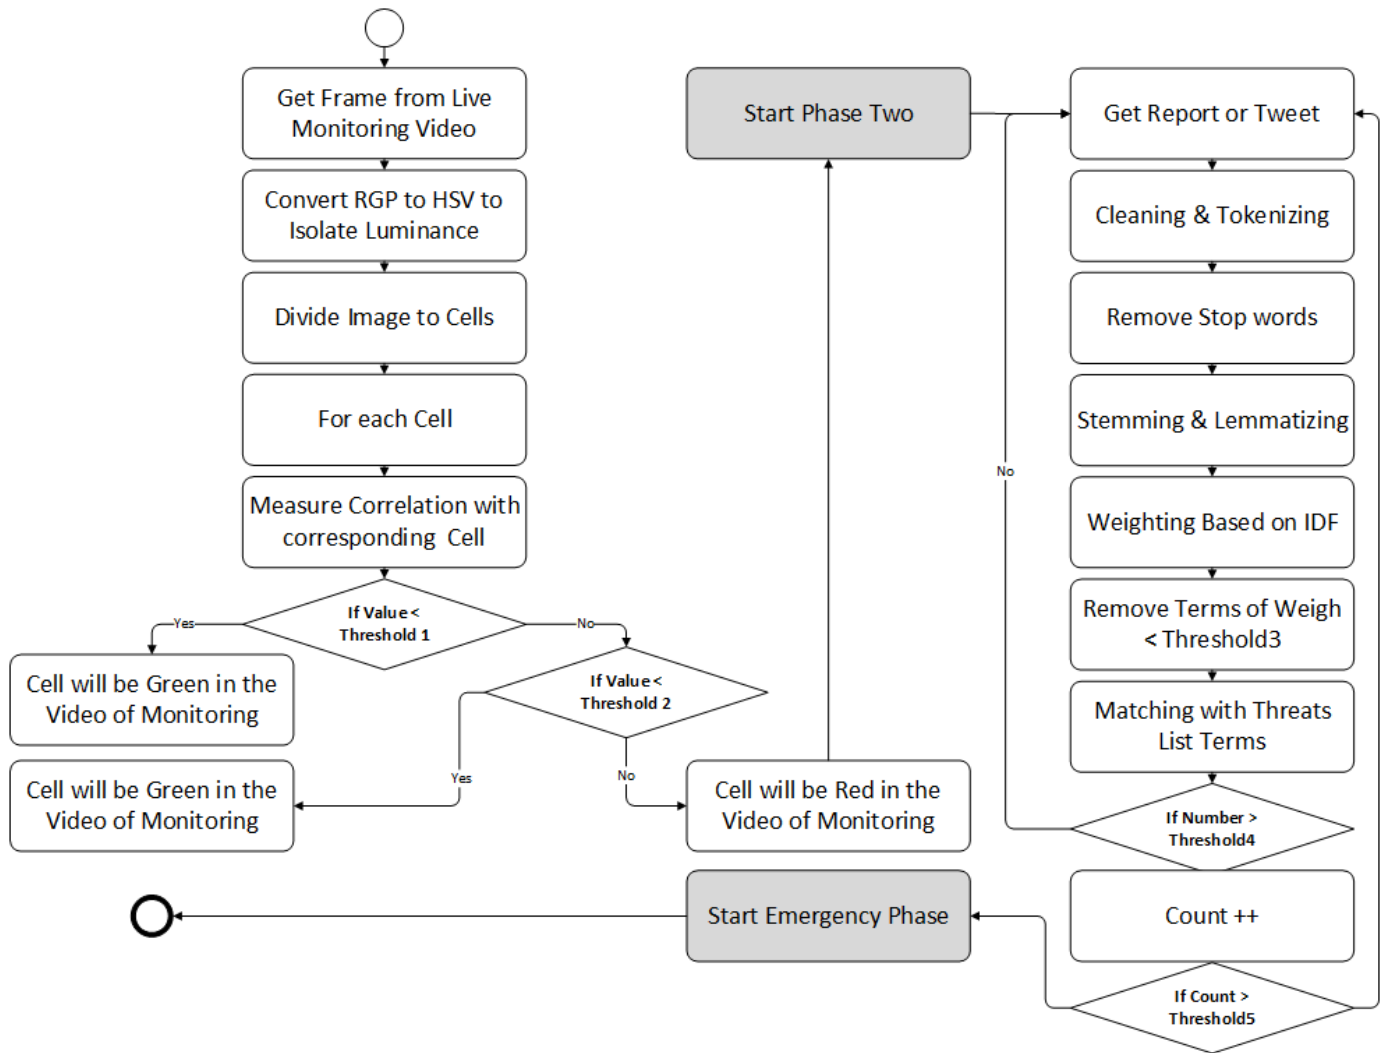 Get Frame from Live
Monitoring Video
Convert RGP to HSV to
Isolate Luminance
Divide Image to Cells
For each Cell
Measure Correlation with
corresponding Cell
If Value <
Threshold 1
Yes
No
Cell will be Green in the
Video of Monitoring
If Value <
Threshold 2
Yes
No
Cell will be Green in the
Video of Monitoring
Cell will be Red in the
Video of Monitoring
Start Phase Two
Get Report or Tweet
Cleaning & Tokenizing
Remove Stop words
Stemming & Lemmatizing
Weighting Based on IDF
Remove Terms of Weigh
< Threshold3
Matching with Threats
List Terms
If Number >
Threshold4
No
Count ++
If Count >
Threshold5
Start Emergency Phase